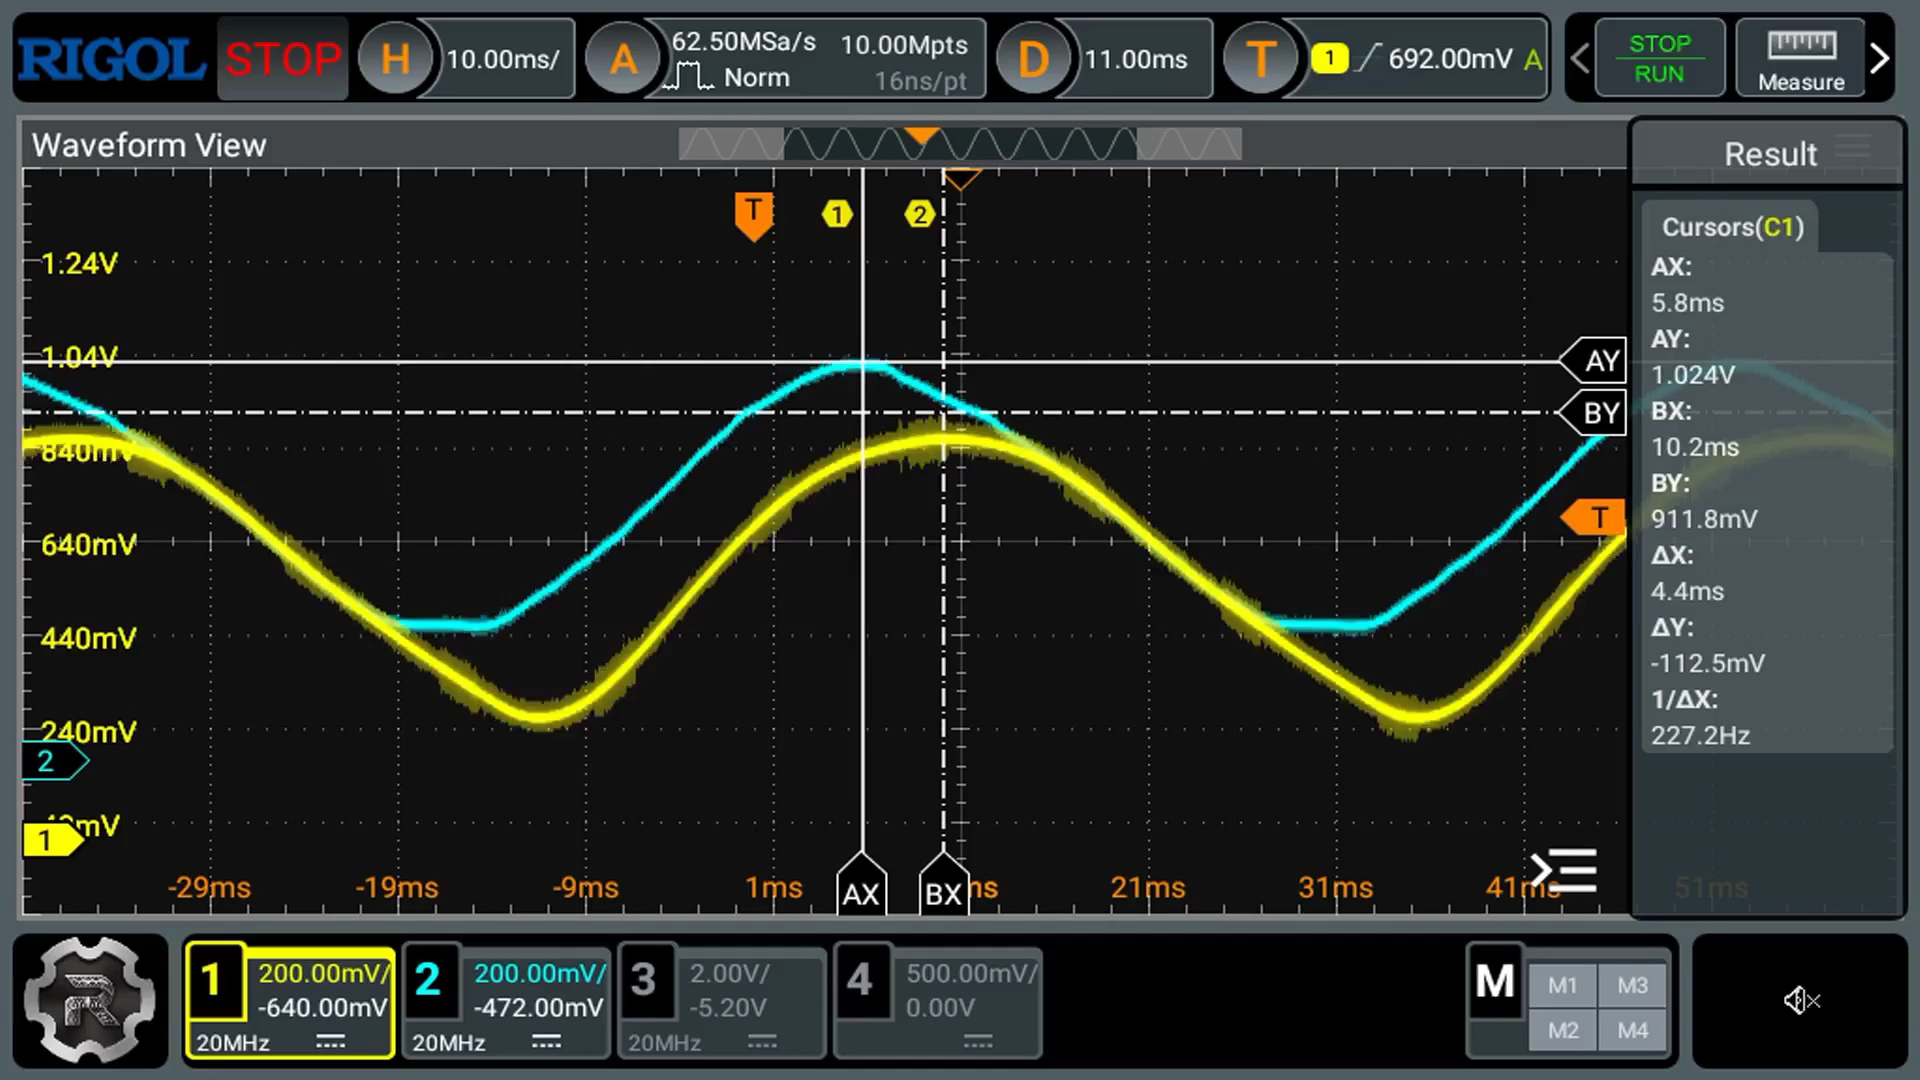 RIGOL STOP H 10.00ms/ A 62.50MSa/s 10.00Mpts D 11.00ms T 1 692.00mV A STOP
Norm 16ns/pt RUN Measure
Waveform View
Result
T 1 2
Cursors(C1)
1.24V
AX:
5.8ms
1.04V
AY:
AY
1.024V
BX:
BY
840mV
10.2ms
BY:
T
911.8mV
640mV
ΔX:
4.4ms
440mV
ΔY:
-112.5mV
1/ΔX:
240mV
227.2Hz
2
mV
1
-29ms -19ms -9ms 1ms AX BX ns 21ms 31ms 41ms 51ms
1 200.00mV/ 2 200.00mV/ 3 2.00V/ 4 500.00mV/ M M1 M3
-640.00mV -472.00mV -5.20V 0.00V
20MHz 20MHz 20MHz M2 M4
R